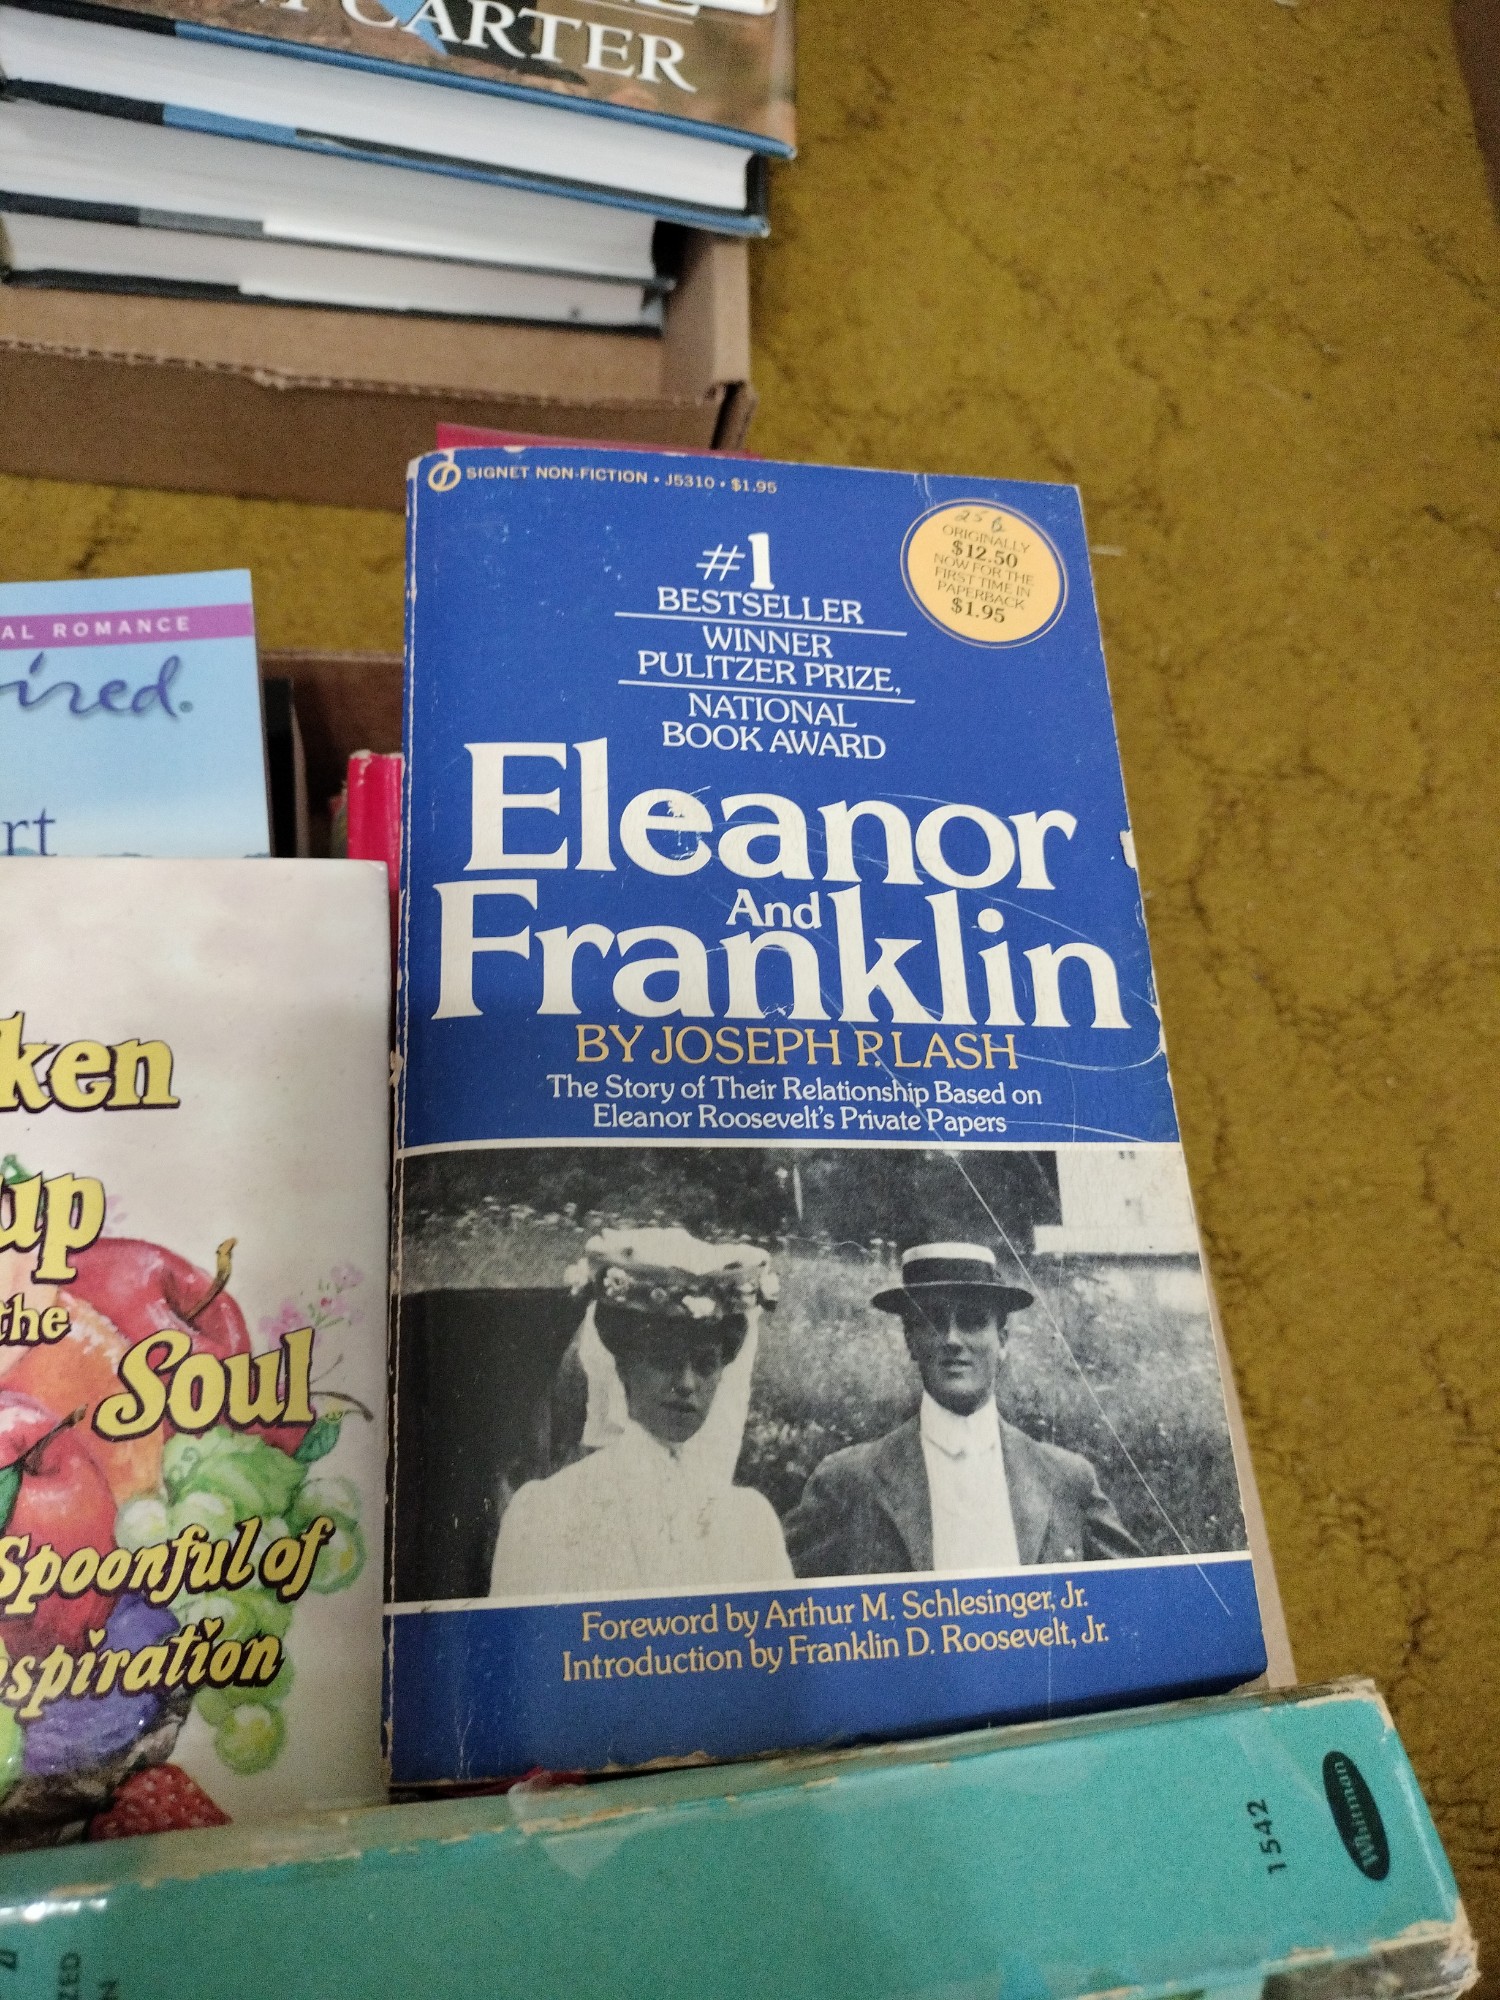 CARTER
SIGNET NON-FICTION • J5310 • $1.95
25 ¢
ORIGINALLY
$12.50
NOW FOR THE
FIRST TIME IN
PAPERBACK
$1.95
#1
BESTSELLER
WINNER
PULITZER PRIZE,
NATIONAL
BOOK AWARD
Eleanor
And
Franklin
BY JOSEPH P. LASH
The Story of Their Relationship Based on
Eleanor Roosevelt's Private Papers
Foreword by Arthur M. Schlesinger, Jr.
Introduction by Franklin D. Roosevelt, Jr.
AL ROMANCE
ired.®
rt
ken
up
the
Soul
Spoonful of
nspiration
1542
Whitman
ZED
N